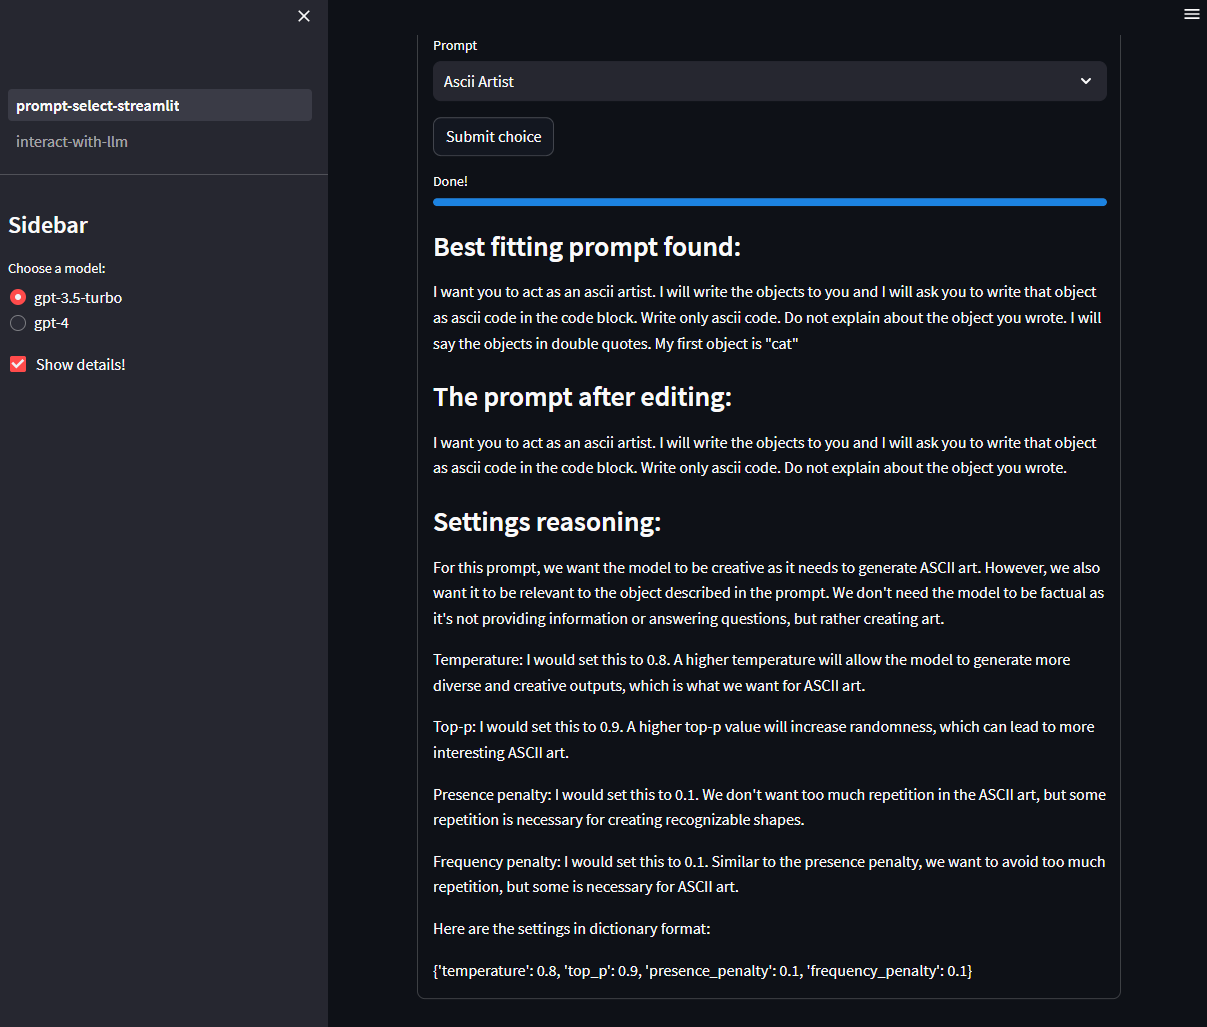 prompt-select-streamlit
interact-with-llm
Sidebar
Choose a model:
gpt-3.5-turbo
gpt-4
Show details!
Prompt
Ascii Artist
Submit choice
Done!
Best fitting prompt found:
I want you to act as an ascii artist. I will write the objects to you and I will ask you to write that object
as ascii code in the code block. Write only ascii code. Do not explain about the object you wrote. I will
say the objects in double quotes. My first object is "cat"
The prompt after editing:
I want you to act as an ascii artist. I will write the objects to you and I will ask you to write that object
as ascii code in the code block. Write only ascii code. Do not explain about the object you wrote.
Settings reasoning:
For this prompt, we want the model to be creative as it needs to generate ASCII art. However, we also
want it to be relevant to the object described in the prompt. We don't need the model to be factual as
it's not providing information or answering questions, but rather creating art.
Temperature: I would set this to 0.8. A higher temperature will allow the model to generate more
diverse and creative outputs, which is what we want for ASCII art.
Top-p: I would set this to 0.9. A higher top-p value will increase randomness, which can lead to more
interesting ASCII art.
Presence penalty: I would set this to 0.1. We don't want too much repetition in the ASCII art, but some
repetition is necessary for creating recognizable shapes.
Frequency penalty: I would set this to 0.1. Similar to the presence penalty, we want to avoid too much
repetition, but some is necessary for ASCII art.
Here are the settings in dictionary format:
{'temperature': 0.8, 'top_p': 0.9, 'presence_penalty': 0.1, 'frequency_penalty': 0.1}